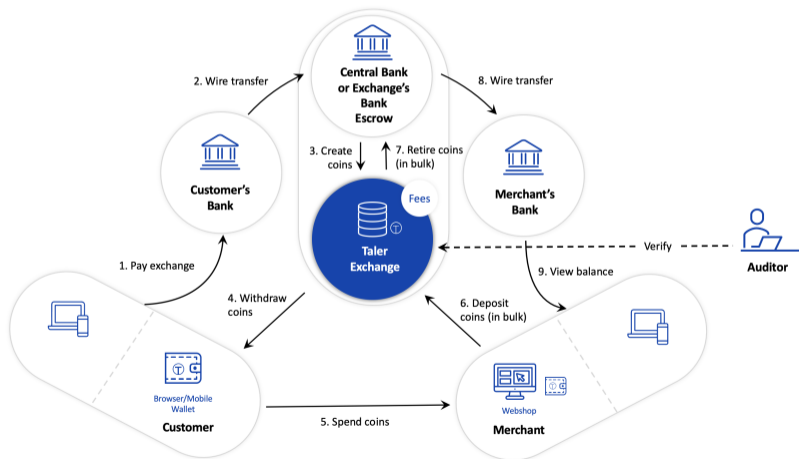 2. Wire transfer
Central Bank
or Exchange's
Bank
Escrow
8. Wire transfer
3. Create
coins
7. Retire coins
(in bulk)
Customer's
Bank
Fees
Merchant's
Bank
Taler
Exchange
Verify
Auditor
1. Pay exchange
9. View balance
4. Withdraw
coins
6. Deposit
coins (in bulk)
Browser/Mobile
Wallet
Customer
5. Spend coins
Webshop
Merchant
T
T
T